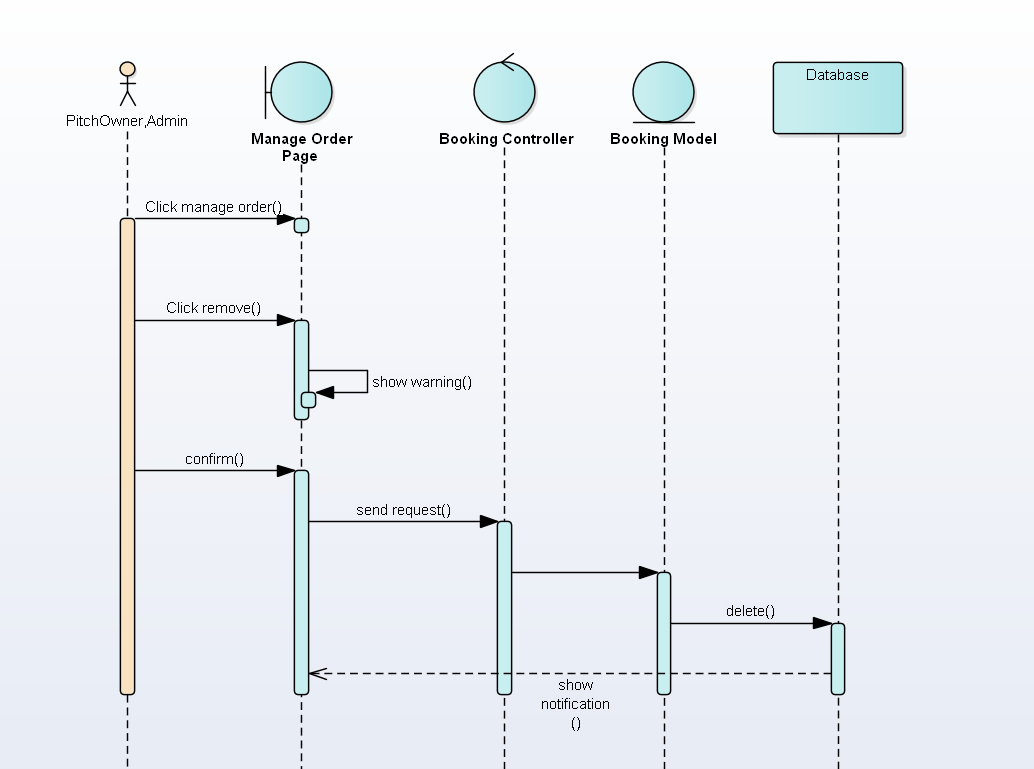 PitchOwner,Admin
Manage Order
Page
Booking Controller
Booking Model
Database
Click manage order()
Click remove()
show warning()
confirm()
send request()
delete()
show
notification
()